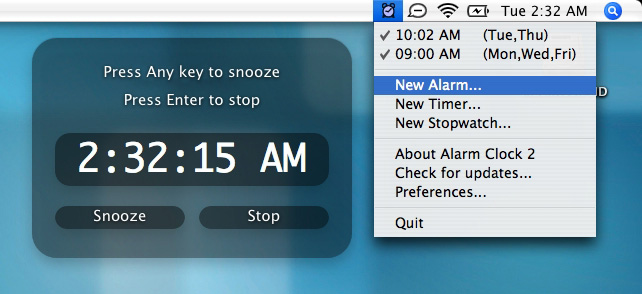 Tue 2:32 AM
Press Any key to snooze
Press Enter to stop
2:32:15 AM
Snooze Stop
10:02 AM (Tue,Thu)
09:00 AM (Mon,Wed,Fri)
New Alarm...
New Timer...
New Stopwatch...
About Alarm Clock 2
Check for updates...
Preferences...
Quit